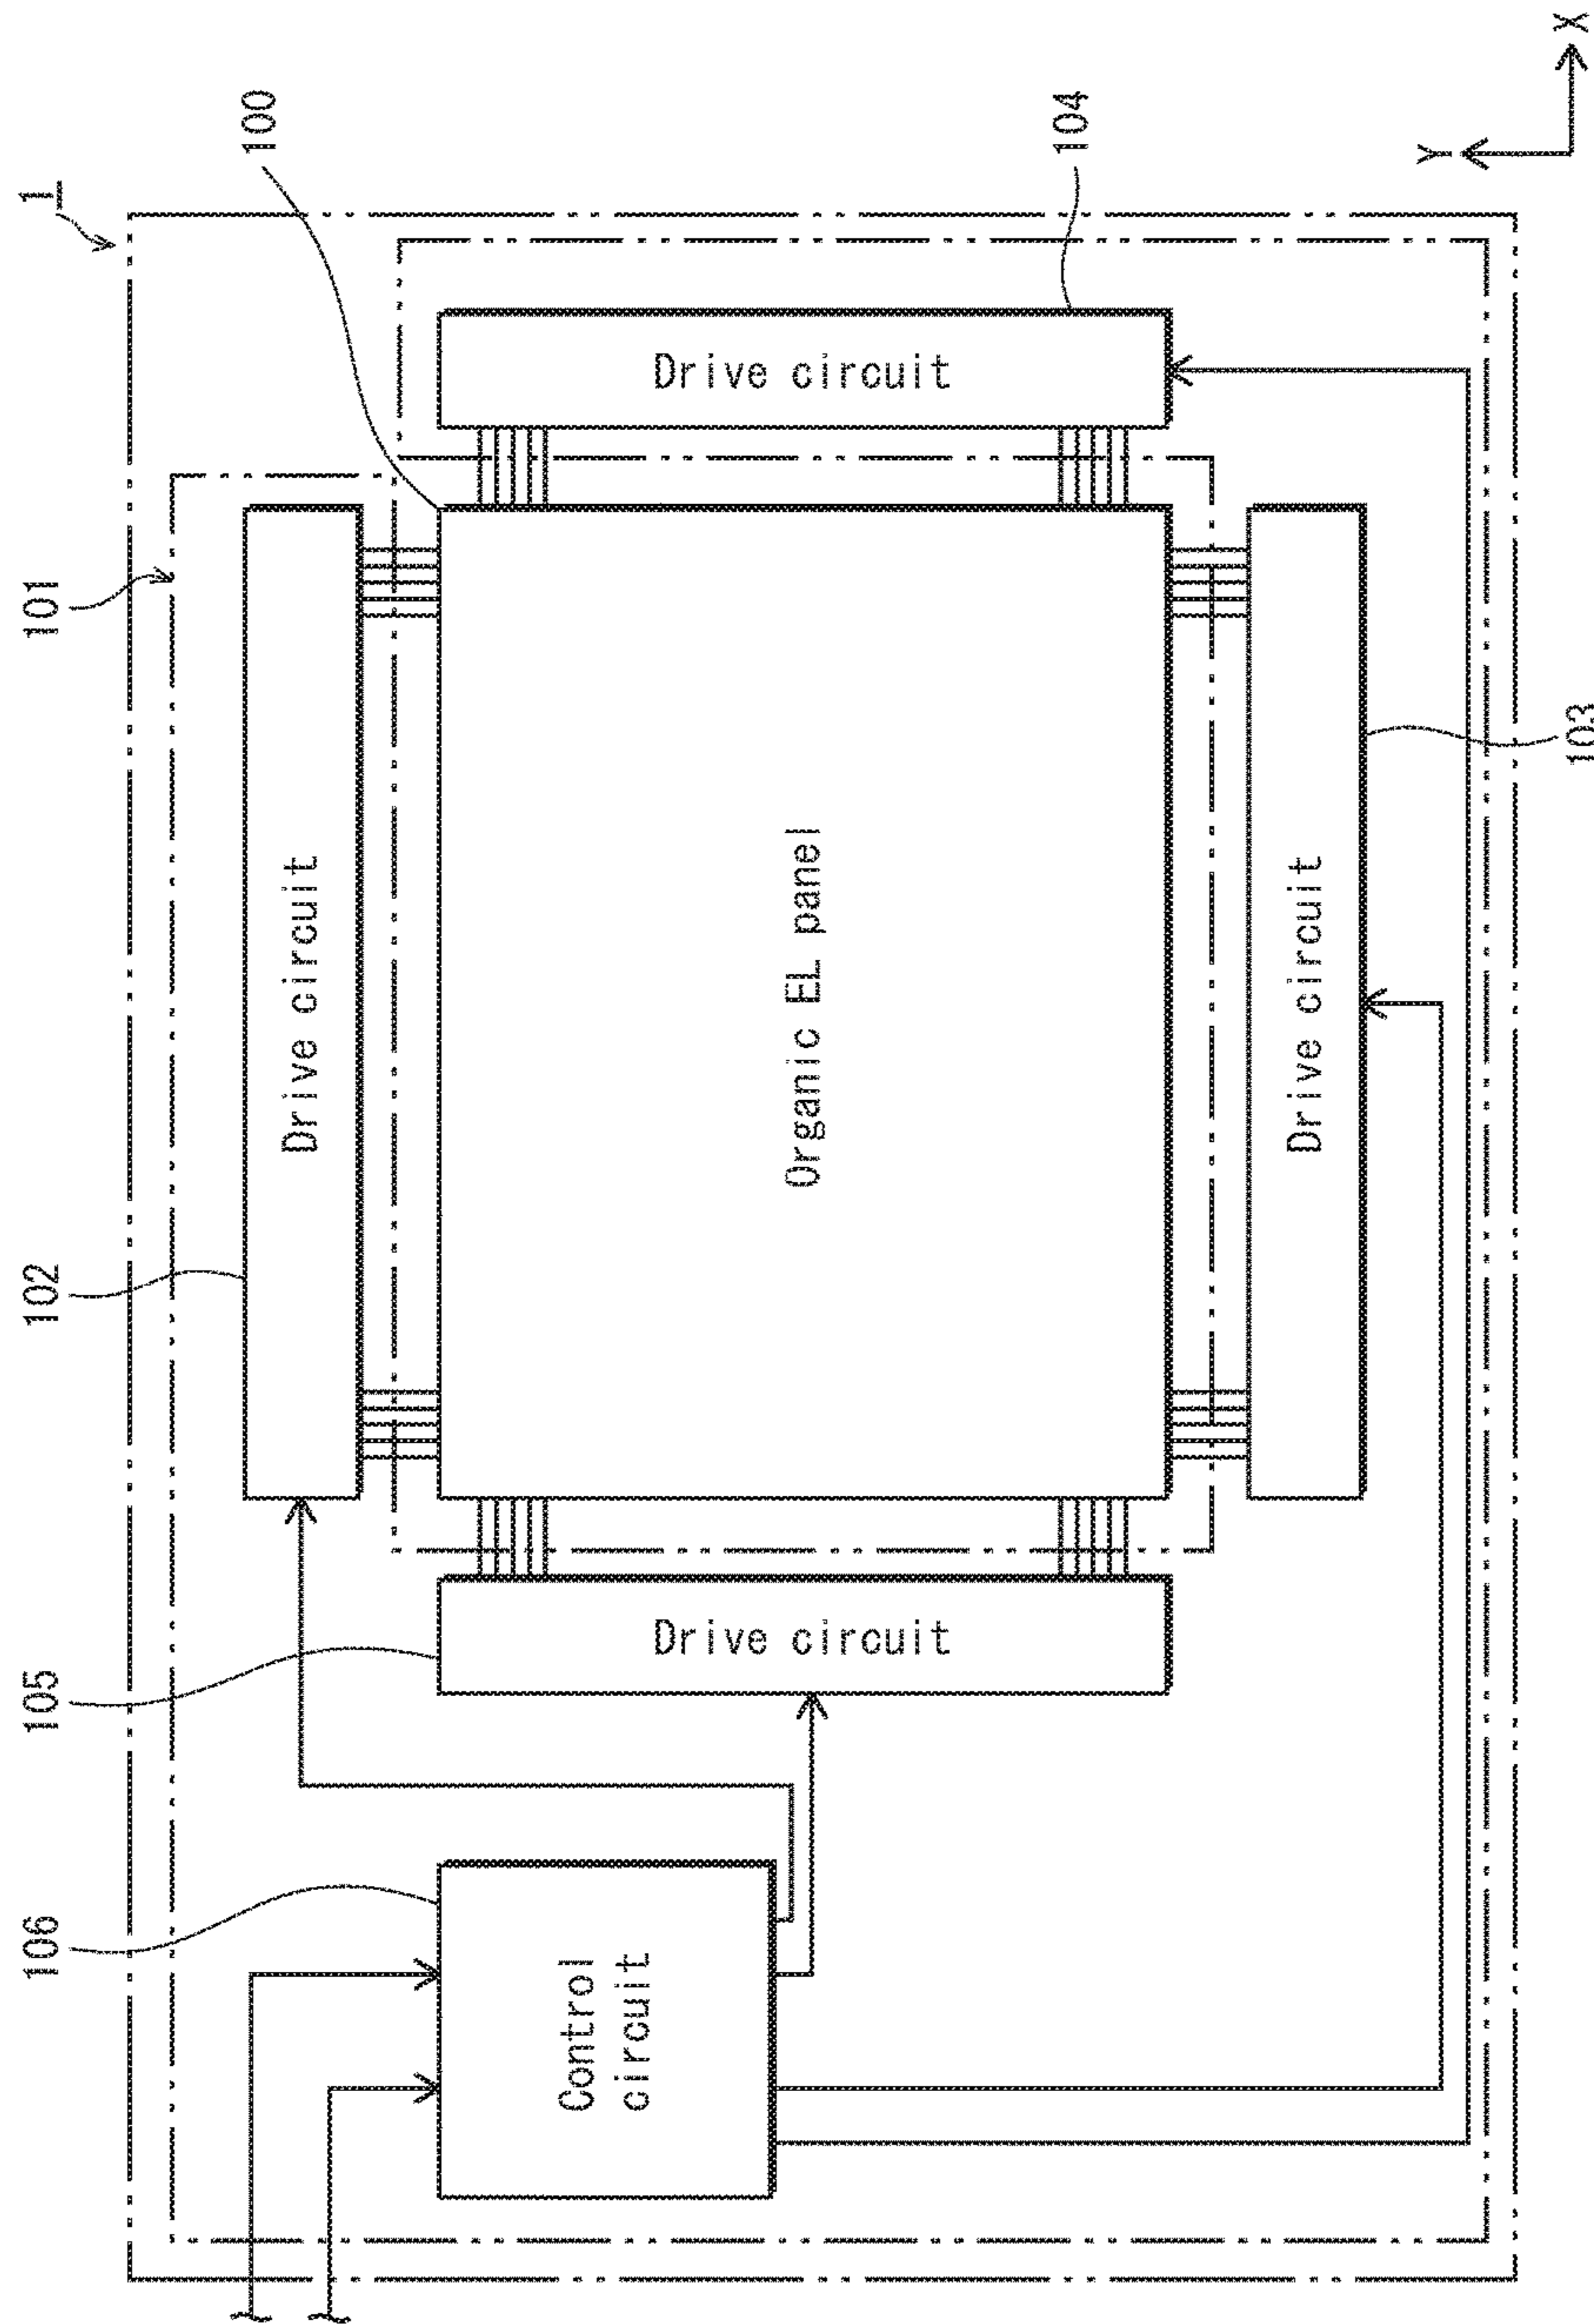 1
101
102
105
106
100
104
103
Drive circuit
Drive circuit
Organic EL panel
Drive circuit
Drive circuit
Control
circuit
Y
X